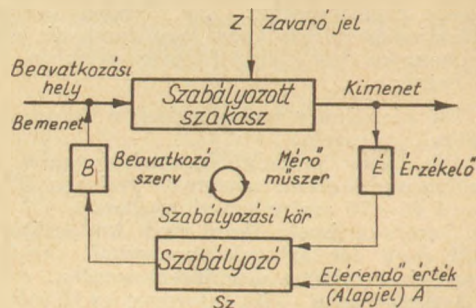 Z Zavaró jel
Beavatkozási
hely
Szabályozott
szakasz
Kimenet
Bemenet
B
Beavatkozó
szerv
Mérő
műszer
É
Érzékelő
Szabályozási kör
Szabályozó
Elérendő érték
(Alapjel) A
Sz